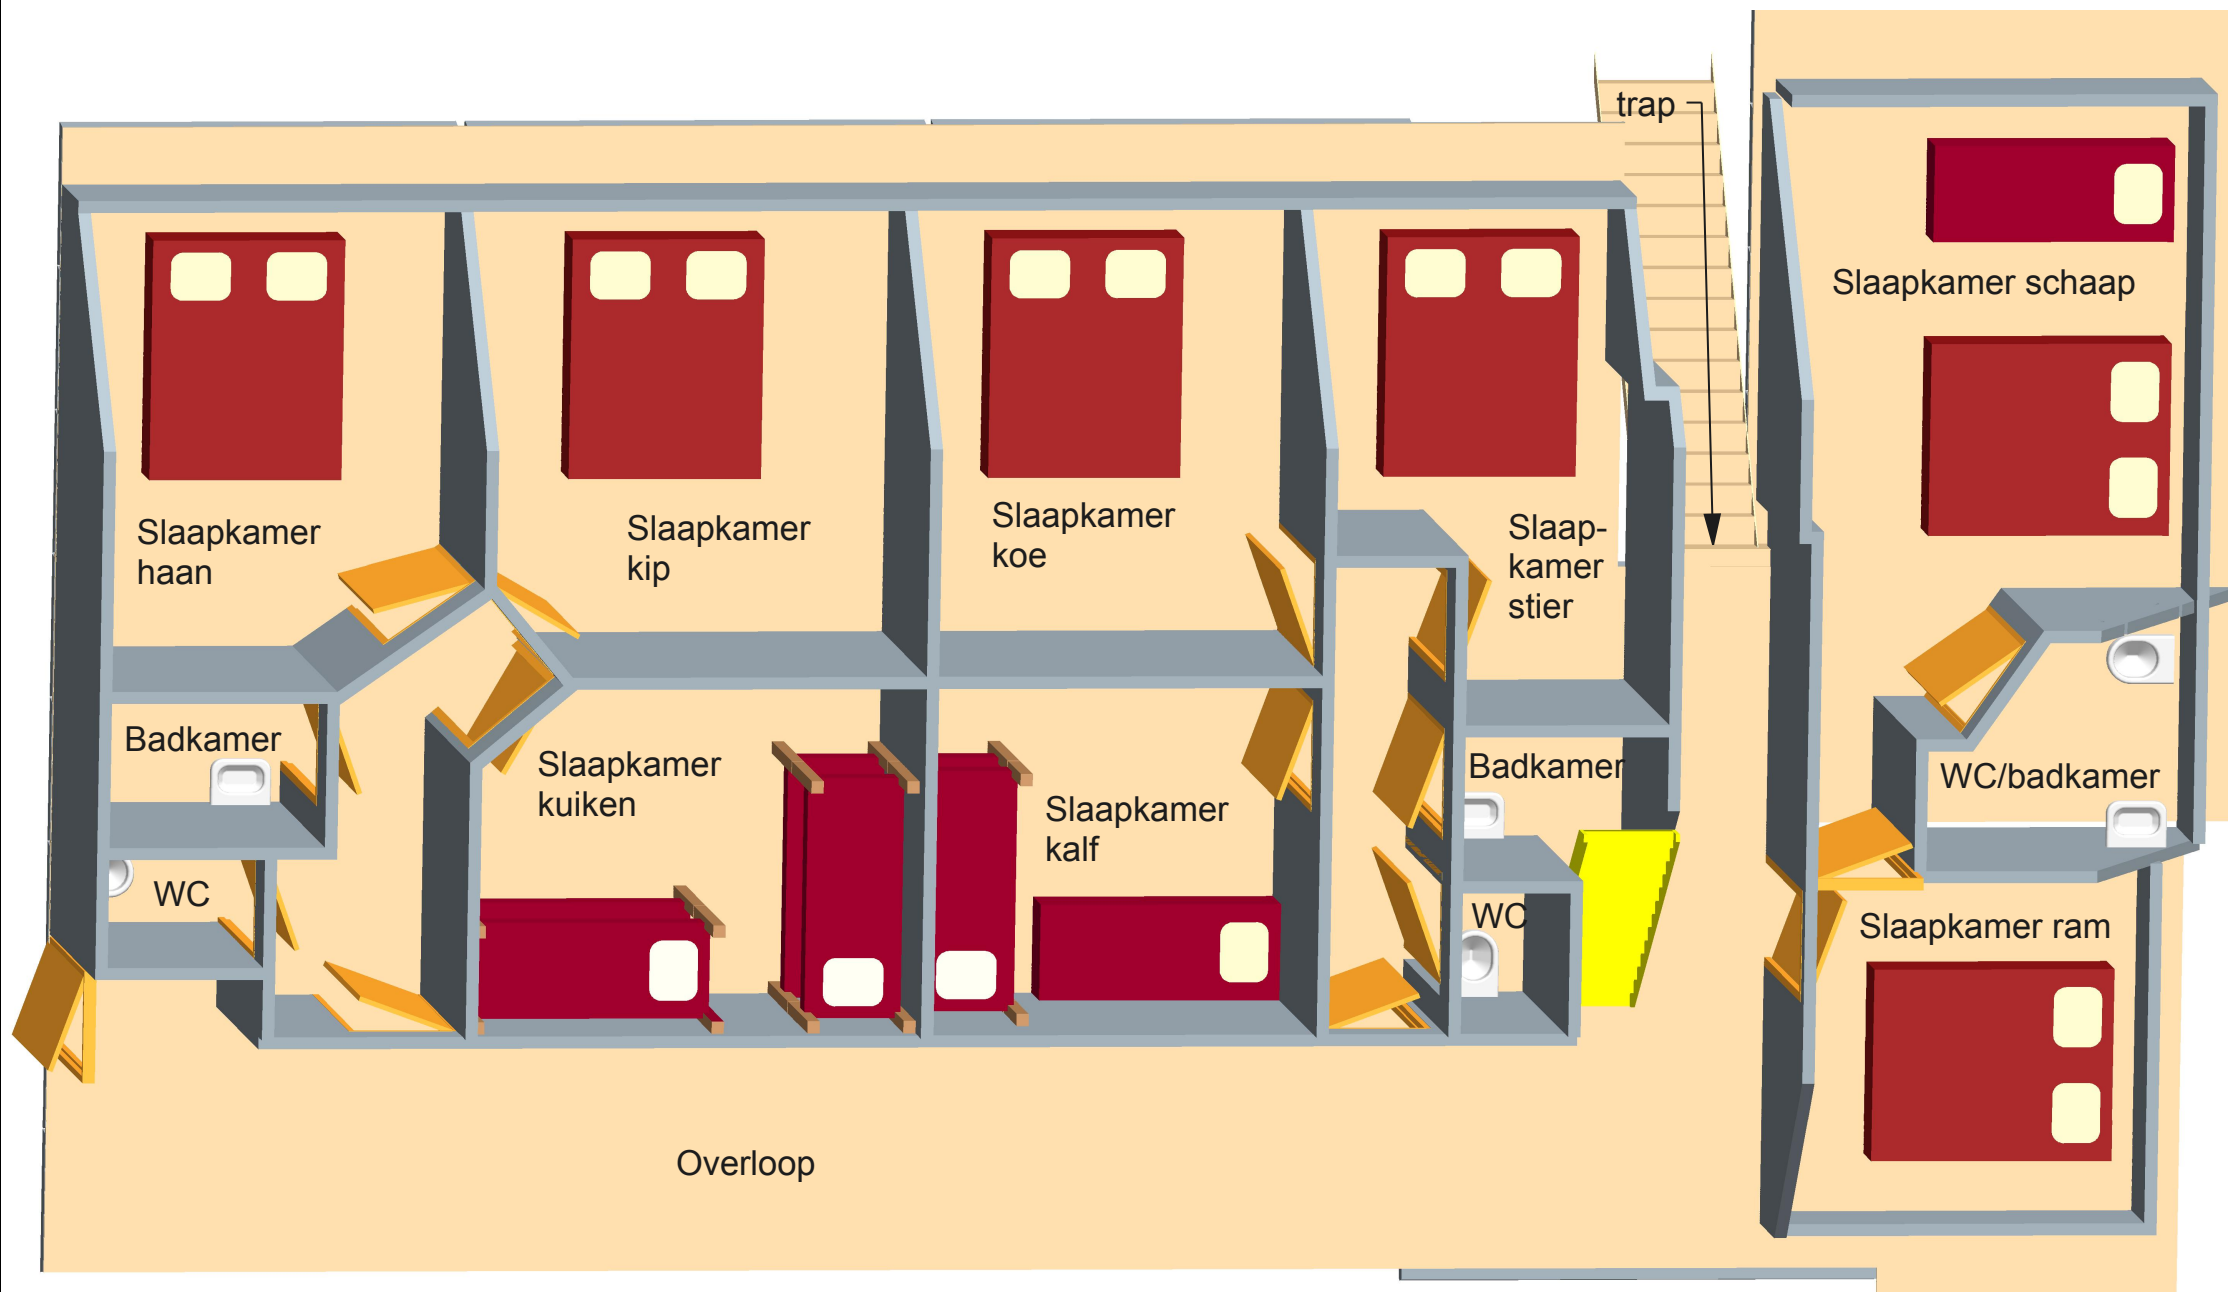 trap
Slaapkamer schaap
Slaapkamer
haan
Slaapkamer
kip
Slaapkamer
koe
Slaap-
kamer
stier
Badkamer
Slaapkamer
kuiken
Slaapkamer
kalf
Badkamer
WC/badkamer
WC
WC
Slaapkamer ram
Overloop